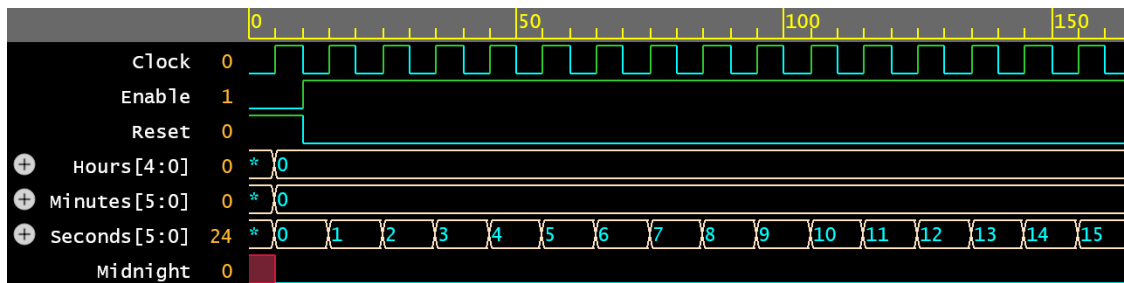 0 50 100 150
Clock 0
Enable 1
Reset 0
Hours[4:0] 0 * 0
Minutes[5:0] 0 * 0
Seconds[5:0] 24 * 0 1 2 3 4 5 6 7 8 9 10 11 12 13 14 15
Midnight 0